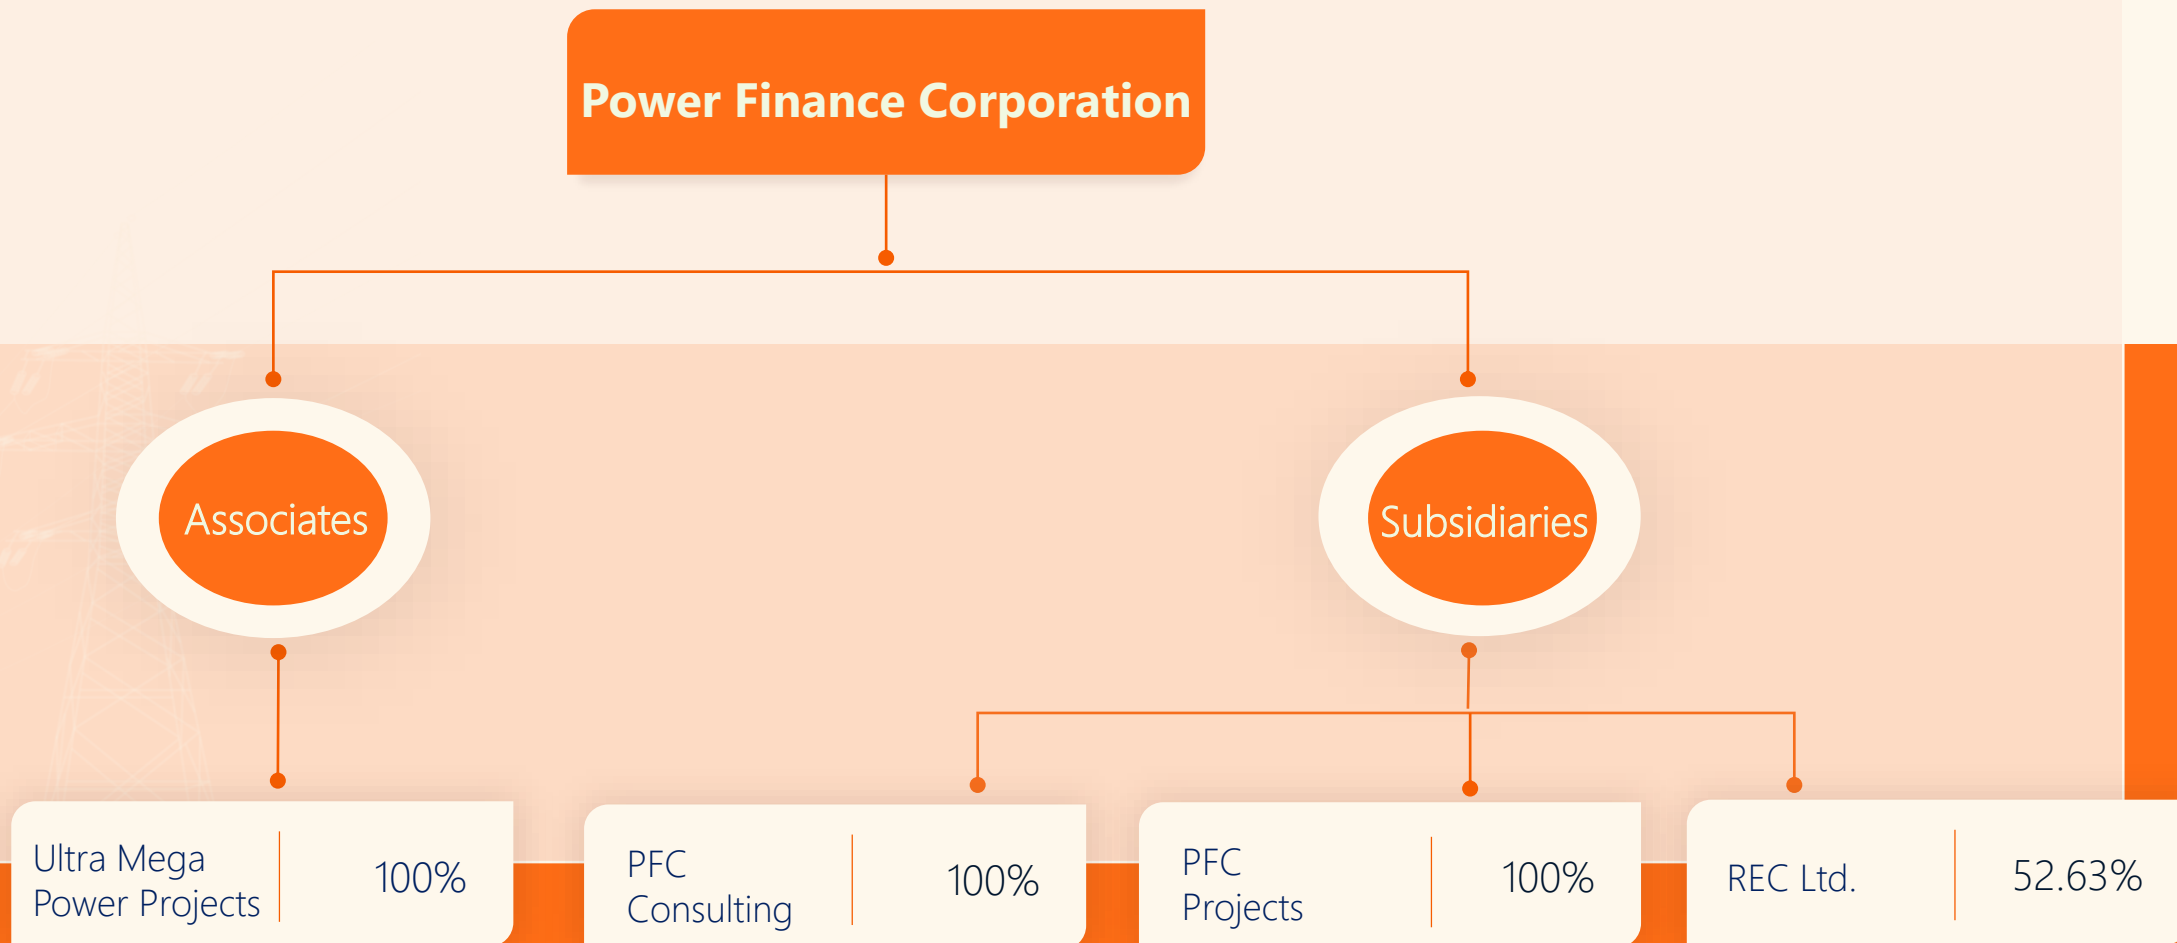 Power Finance Corporation
Associates
Subsidiaries
Ultra Mega
Power Projects
100%
PFC
Consulting
100%
PFC
Projects
100%
REC Ltd.
52.63%